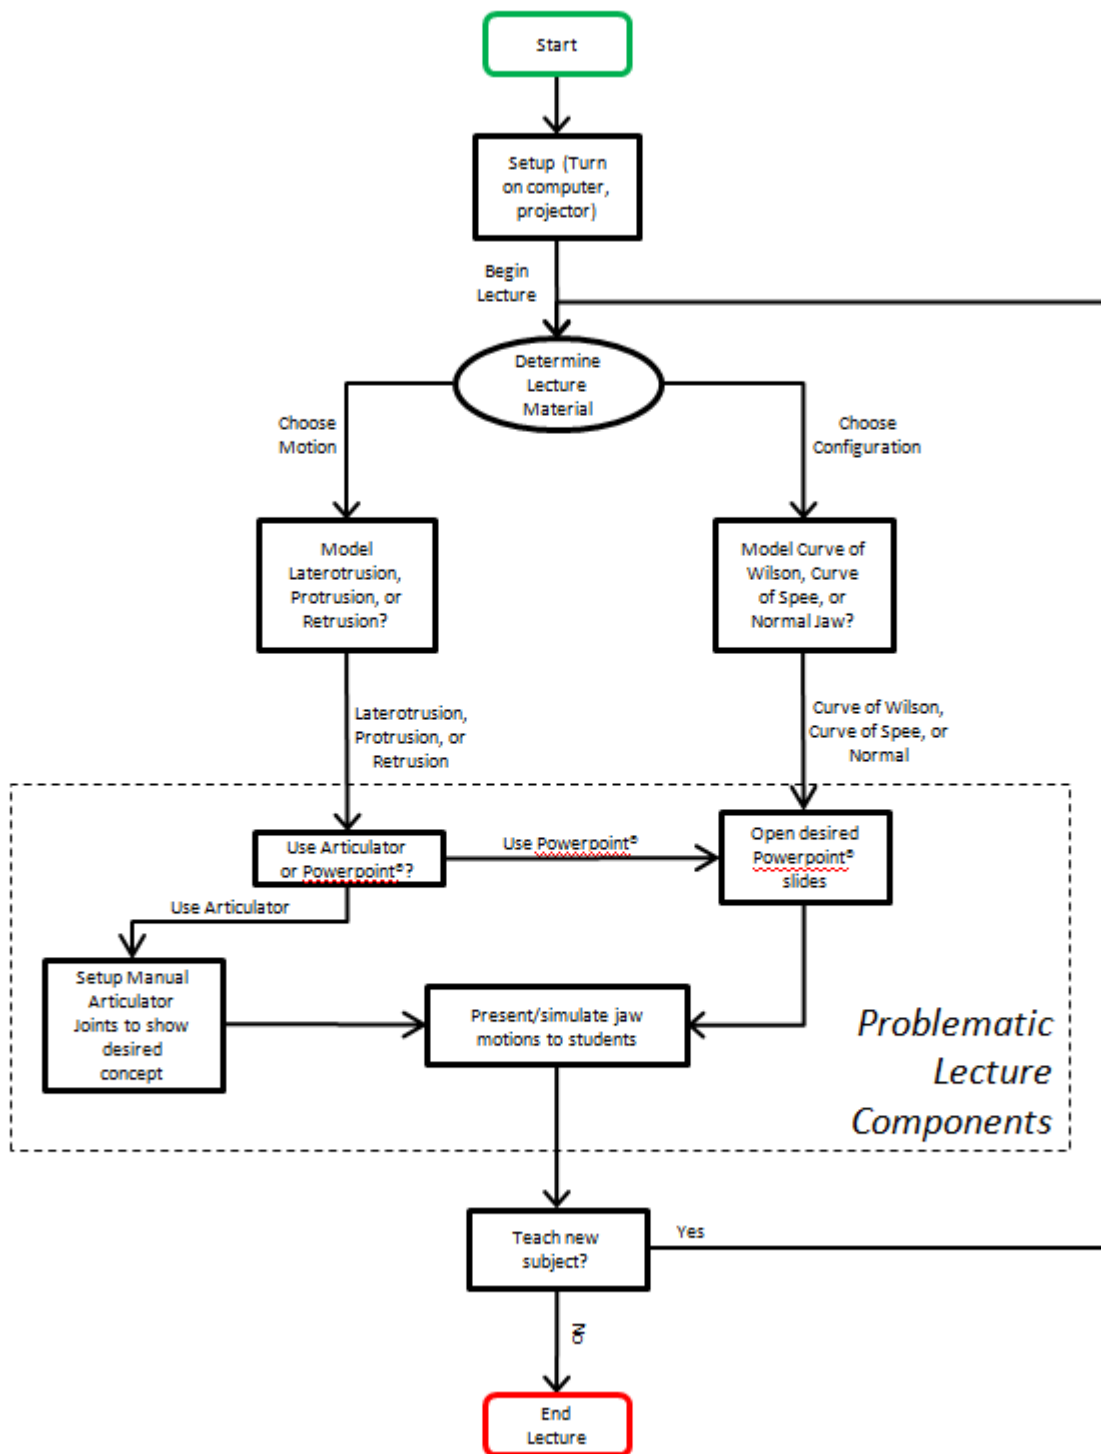 Start
Setup (Turn
on computer,
projector)
Begin
Lecture
Determine
Lecture
Material
Choose
Motion
Choose
Configuration
Model
Laterotrusion,
Protrusion, or
Retrusion?
Model Curve of
Wilson, Curve
of Spee, or
Normal Jaw?
Laterotrusion,
Protrusion, or
Retrusion
Curve of Wilson,
Curve of Spee, or
Normal
Use Articulator
or Powerpoint®?
Use Powerpoint®
Open desired
Powerpoint®
slides
Use Articulator
Setup Manual
Articulator
Joints to show
desired
concept
Present/simulate jaw
motions to students
Problematic
Lecture
Components
Teach new
subject?
Yes
No
End
Lecture